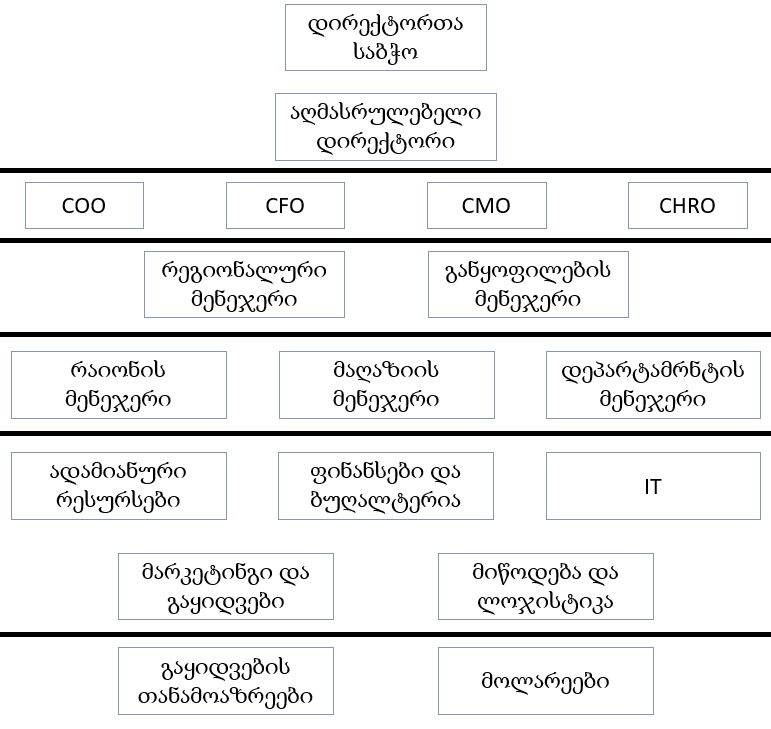 დირექტორთა
საბჭო
აღმასრულებელი
დირექტორი
COO
CFO
CMO
CHRO
რეგიონალური
მენეჯერი
განყოფილების
მენეჯერი
რაიონის
მენეჯერი
მაღაზიის
მენეჯერი
დეპარტამრნტის
მენეჯერი
ადამიანური
რესურსები
ფინანსები და
ბუღალტერია
IT
მარკეტინგი და
გაყიდვები
მიწოდება და
ლოჯისტიკა
გაყიდვების
თანამოაზრეები
მოლარეები